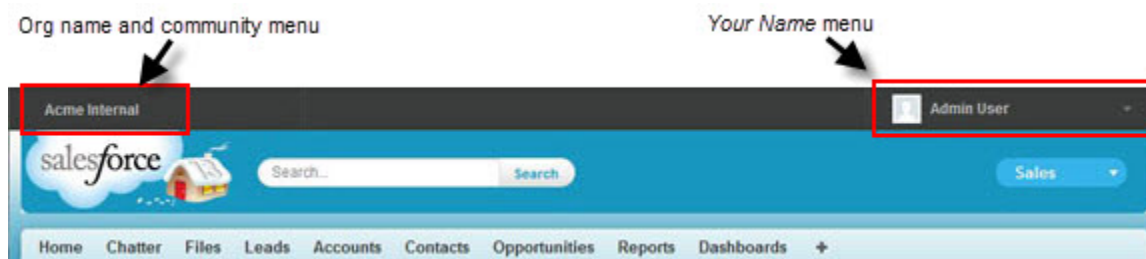 Org name and community menu
Your Name menu
Acme Internal
Admin User
salesforce
Search...
Search
Sales
Home Chatter Files Leads Accounts Contacts Opportunities Reports Dashboards +